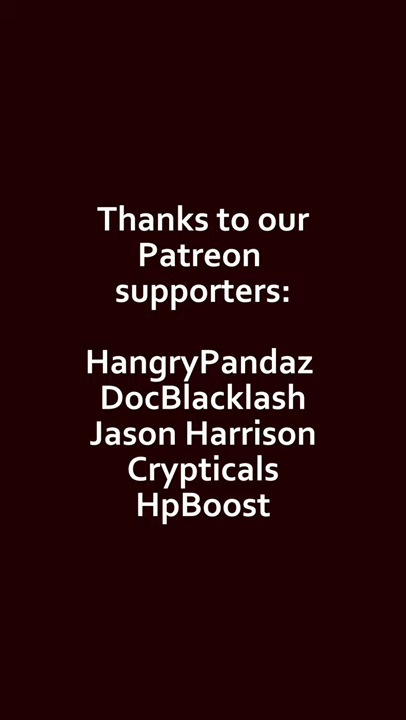 Thanks to our
Patreon
supporters:
HangryPandaz
DocBlacklash
Jason Harrison
Crypticals
HpBoost